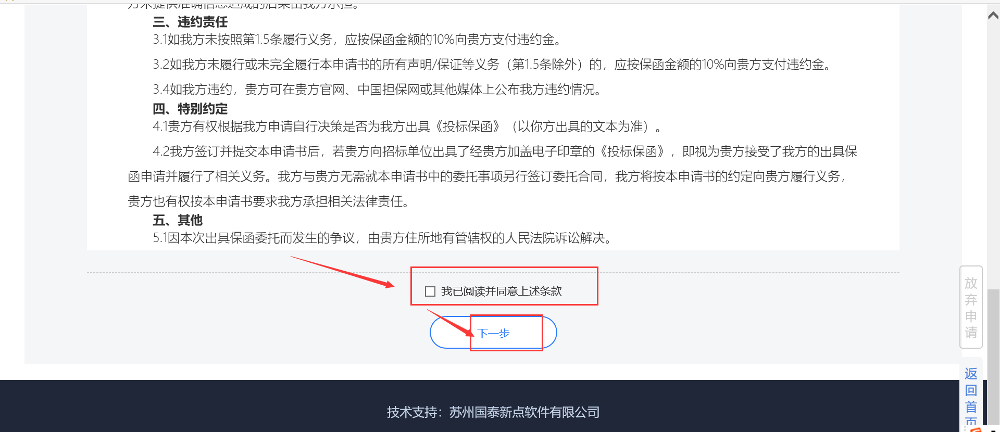 方未提供准确信息造成的后果由我方承担。
三、违约责任
3.1如我方未按照第1.5条履行义务，应按保函金额的10%向贵方支付违约金。
3.2如我方未履行或未完全履行本申请书的所有声明/保证等义务（第1.5条除外）的，应按保函金额的10%向贵方支付违约金。
3.4如我方违约，贵方可在贵方官网、中国担保网或其他媒体上公布我方违约情况。
四、特别约定
4.1贵方有权根据我方申请自行决策是否为我方出具《投标保函》（以你方出具的文本为准）。
4.2我方签订并提交本申请书后，若贵方向招标单位出具了经贵方加盖电子印章的《投标保函》，即视为贵方接受了我方的出具保
函申请并履行了相关义务。我方与贵方无需就本申请书中的委托事项另行签订委托合同，我方将按本申请书的约定向贵方履行义务，
贵方也有权按本申请书要求我方承担相关法律责任。
五、其他
5.1因本次出具保函委托而发生的争议，由贵方住所地有管辖权的人民法院诉讼解决。
我已阅读并同意上述条款
下一步
放弃申请
返回首页
技术支持：苏州国泰新点软件有限公司